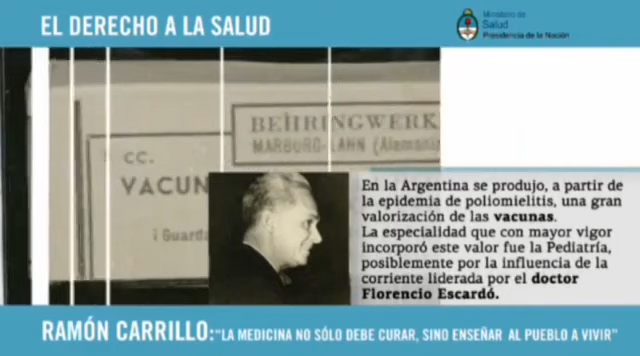 EL DERECHO A LA SALUD
Ministerio de
Salud
Presidencia de la Nación
BEHRINGWERK
MARBURG-LAHN (Alemania
CC.
VACUN
¡ Guarda
En la Argentina se produjo, a partir de
la epidemia de poliomielitis, una gran
valorización de las vacunas.
La especialidad que con mayor vigor
incorporó este valor fue la Pediatría,
posiblemente por la influencia de la
corriente liderada por el doctor
Florencio Escardó.
RAMÓN CARRILLO:"LA MEDICINA NO SÓLO DEBE CURAR, SINO ENSEÑAR AL PUEBLO A VIVIR"